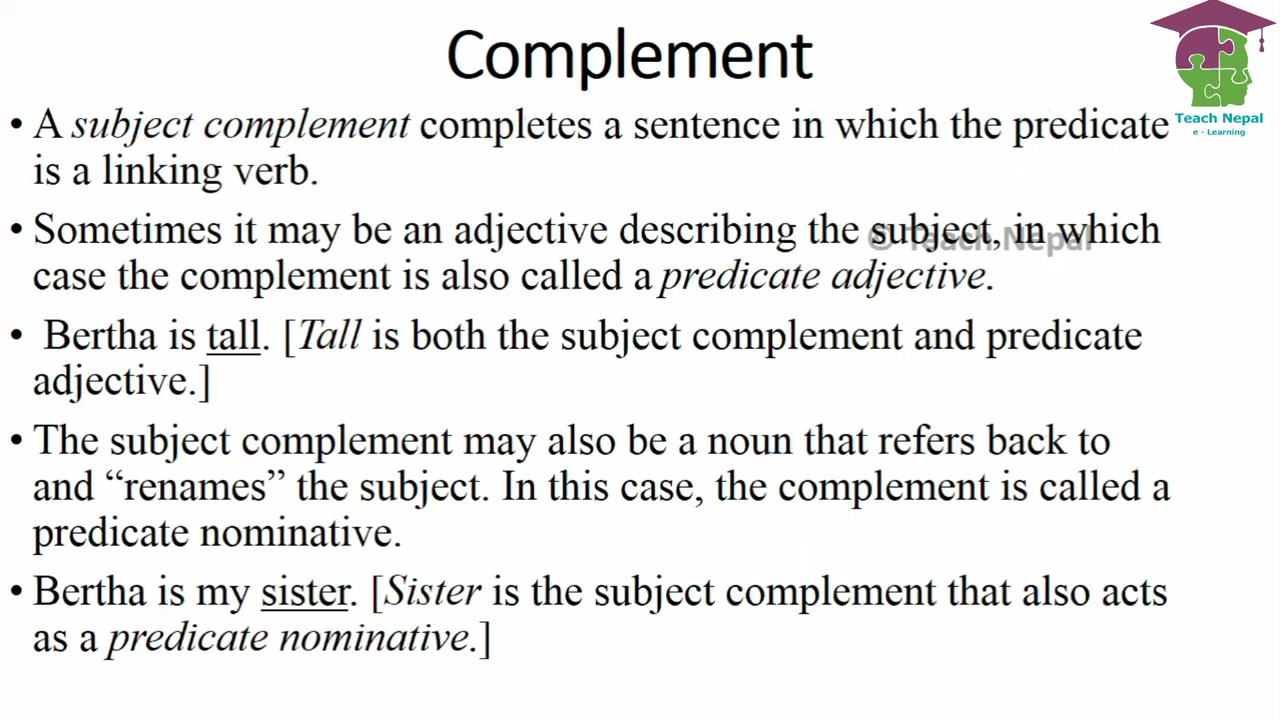 Complement
Teach Nepal
e - Learning
• A subject complement completes a sentence in which the predicate
is a linking verb.
• Sometimes it may be an adjective describing the subject, in which
© Teach Nepal
case the complement is also called a predicate adjective.
• Bertha is tall. [Tall is both the subject complement and predicate
adjective.]
• The subject complement may also be a noun that refers back to
and “renames” the subject. In this case, the complement is called a
predicate nominative.
• Bertha is my sister. [Sister is the subject complement that also acts
as a predicate nominative.]